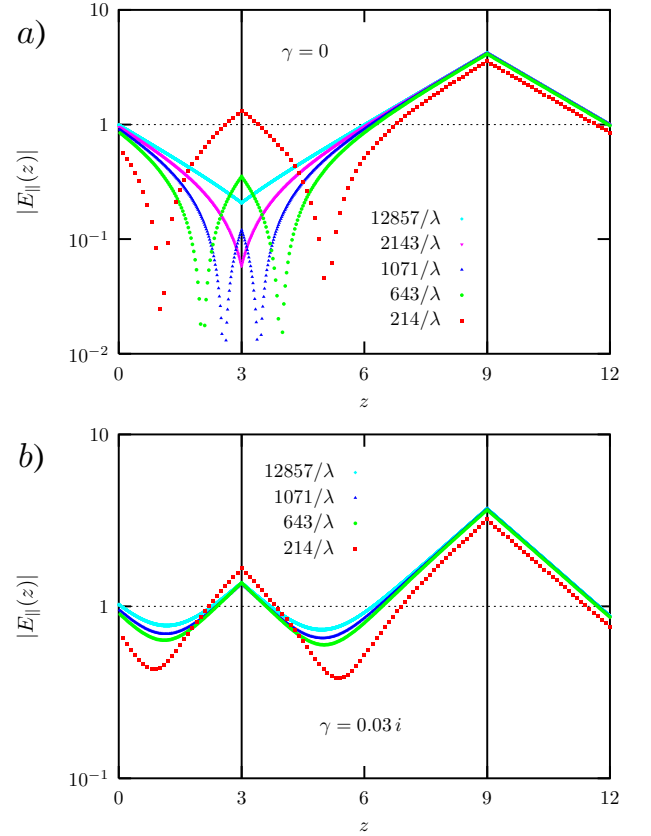 a)
10
1
10⁻¹
10⁻²
|E∥(z)|
γ = 0
12857/λ
2143/λ
1071/λ
643/λ
214/λ
0 3 6 9 12
z
b)
10
1
10⁻¹
|E∥(z)|
12857/λ
1071/λ
643/λ
214/λ
γ = 0.03 i
0 3 6 9 12
z